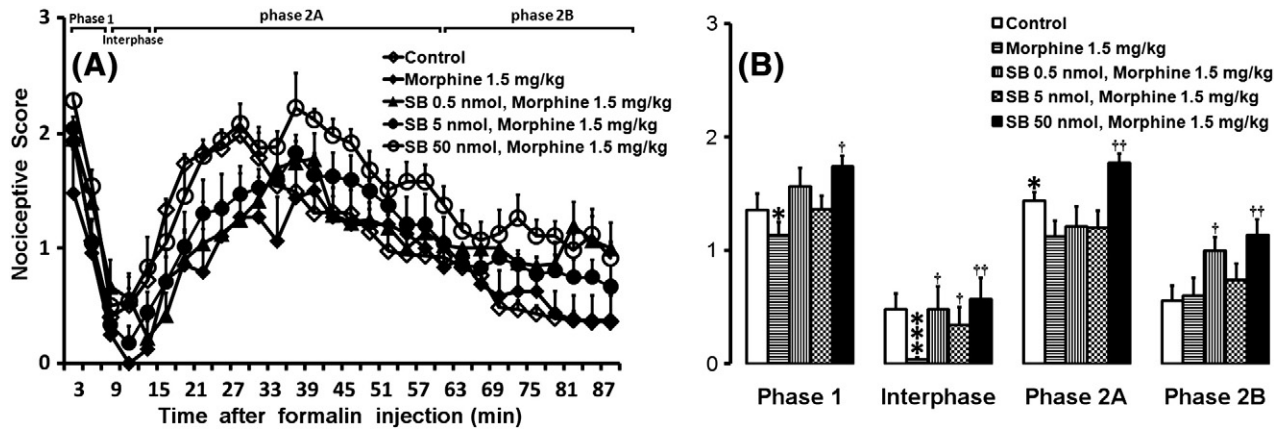 Phase 1
Interphase
phase 2A
phase 2B
(A)
Control
Morphine 1.5 mg/kg
SB 0.5 nmol, Morphine 1.5 mg/kg
SB 5 nmol, Morphine 1.5 mg/kg
SB 50 nmol, Morphine 1.5 mg/kg
Nociceptive Score
3
2
1
0
3 9 15 21 27 33 39 45 51 57 63 69 75 81 87
Time after formalin injection (min)
(B)
Control
Morphine 1.5 mg/kg
SB 0.5 nmol, Morphine 1.5 mg/kg
SB 5 nmol, Morphine 1.5 mg/kg
SB 50 nmol, Morphine 1.5 mg/kg
3
2
1
0
* † *** † † †† * †† † ††
Phase 1 Interphase Phase 2A Phase 2B